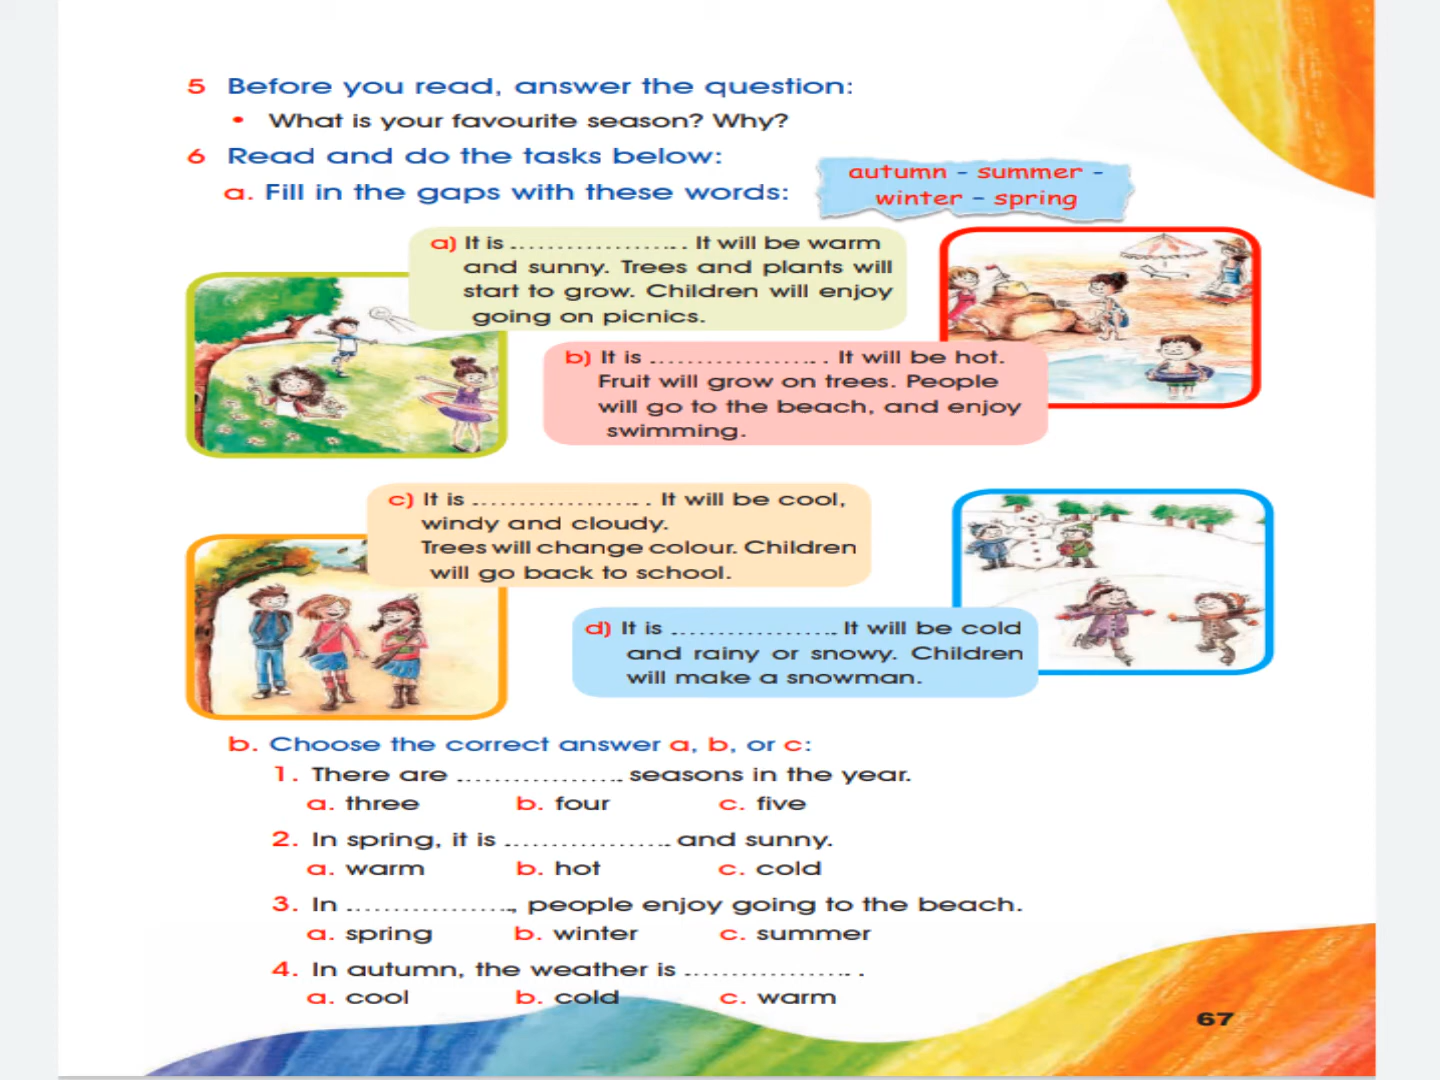 5 Before you read, answer the question:
• What is your favourite season? Why?
6 Read and do the tasks below:
a. Fill in the gaps with these words:
autumn - summer -
winter - spring
a) It is .................... . It will be warm
and sunny. Trees and plants will
start to grow. Children will enjoy
going on picnics.
b) It is .................... . It will be hot.
Fruit will grow on trees. People
will go to the beach, and enjoy
swimming.
c) It is .................... . It will be cool,
windy and cloudy.
Trees will change colour. Children
will go back to school.
d) It is .................... It will be cold
and rainy or snowy. Children
will make a snowman.
b. Choose the correct answer a, b, or c:
1. There are .................... seasons in the year.
a. three b. four c. five
2. In spring, it is .................... and sunny.
a. warm b. hot c. cold
3. In ...................., people enjoy going to the beach.
a. spring b. winter c. summer
4. In autumn, the weather is .................... .
a. cool b. cold c. warm
67